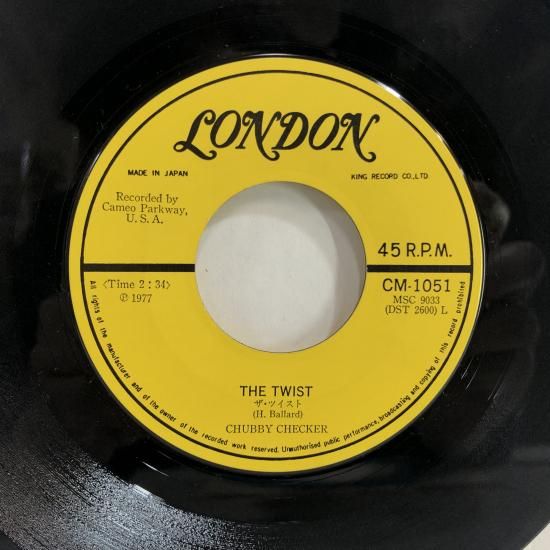 LONDON
MADE IN JAPAN
KING RECORD CO.,LTD.
Recorded by
Cameo Parkway,
U. S. A.
45 R.P.M.
〈Time 2 : 34〉
℗ 1977
CM-1051
MSC 9033
(DST 2600) L
THE TWIST
ザ・ツイスト
(H. Ballard)
CHUBBY CHECKER
All rights of the manufacturer and of the owner of the recorded work reserved. Unauthorised public performance, broadcasting and copying of this record prohibited